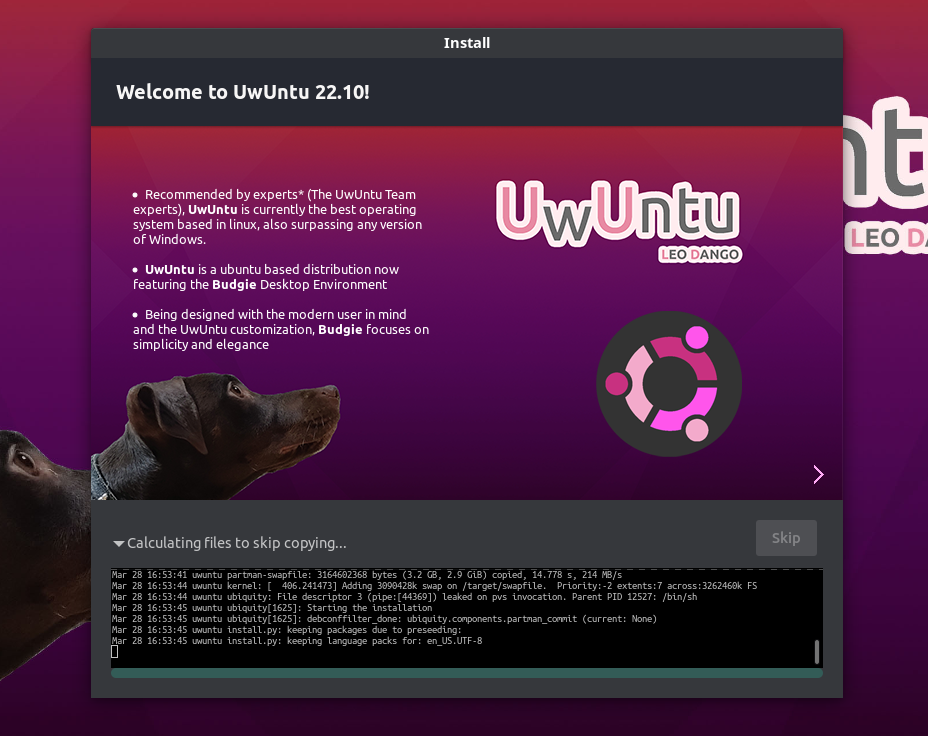 Install
Welcome to UwUntu 22.10!
• Recommended by experts* (The UwUntu Team
experts), UwUntu is currently the best operating
system based in linux, also surpassing any version
of Windows.
• UwUntu is a ubuntu based distribution now
featuring the Budgie Desktop Environment
• Being designed with the modern user in mind
and the UwUntu customization, Budgie focuses on
simplicity and elegance
UwUntu
LEO DANGO
nt
LEO D
Calculating files to skip copying...
Skip
Mar 28 16:53:41 uwuntu partman-swapfile: 3164602368 bytes (3.2 GB, 2.9 GiB) copied, 14.778 s, 214 MB/s
Mar 28 16:53:44 uwuntu kernel: [  406.241473] Adding 3090428k swap on /target/swapfile.  Priority:-2 extents:7 across:3262460k FS
Mar 28 16:53:44 uwuntu ubiquity: File descriptor 3 (pipe:[44369]) leaked on pvs invocation. Parent PID 12527: /bin/sh
Mar 28 16:53:45 uwuntu ubiquity[1625]: Starting the installation
Mar 28 16:53:45 uwuntu ubiquity[1625]: debconffilter_done: ubiquity.components.partman_commit (current: None)
Mar 28 16:53:45 uwuntu install.py: keeping packages due to preseeding:
Mar 28 16:53:45 uwuntu install.py: keeping language packs for: en_US.UTF-8